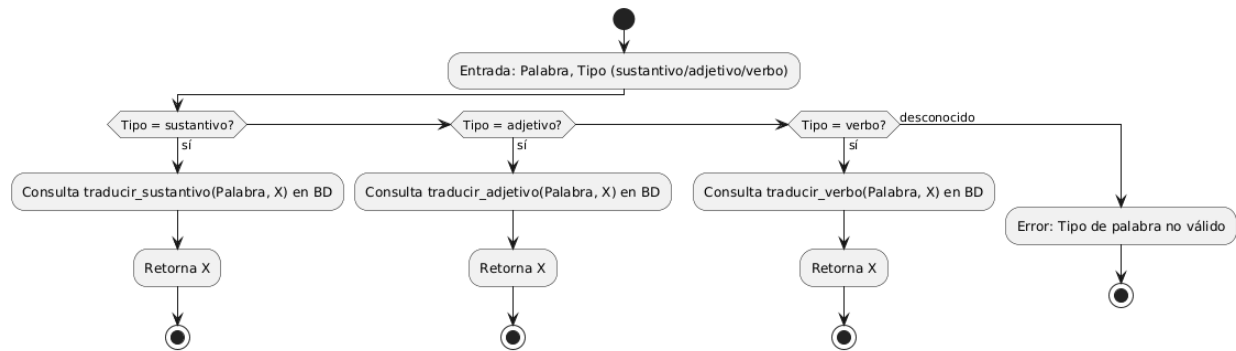 Entrada: Palabra, Tipo (sustantivo/adjetivo/verbo)
Tipo = sustantivo?
Tipo = adjetivo?
Tipo = verbo?
desconocido
sí
sí
sí
Consulta traducir_sustantivo(Palabra, X) en BD
Consulta traducir_adjetivo(Palabra, X) en BD
Consulta traducir_verbo(Palabra, X) en BD
Error: Tipo de palabra no válido
Retorna X
Retorna X
Retorna X